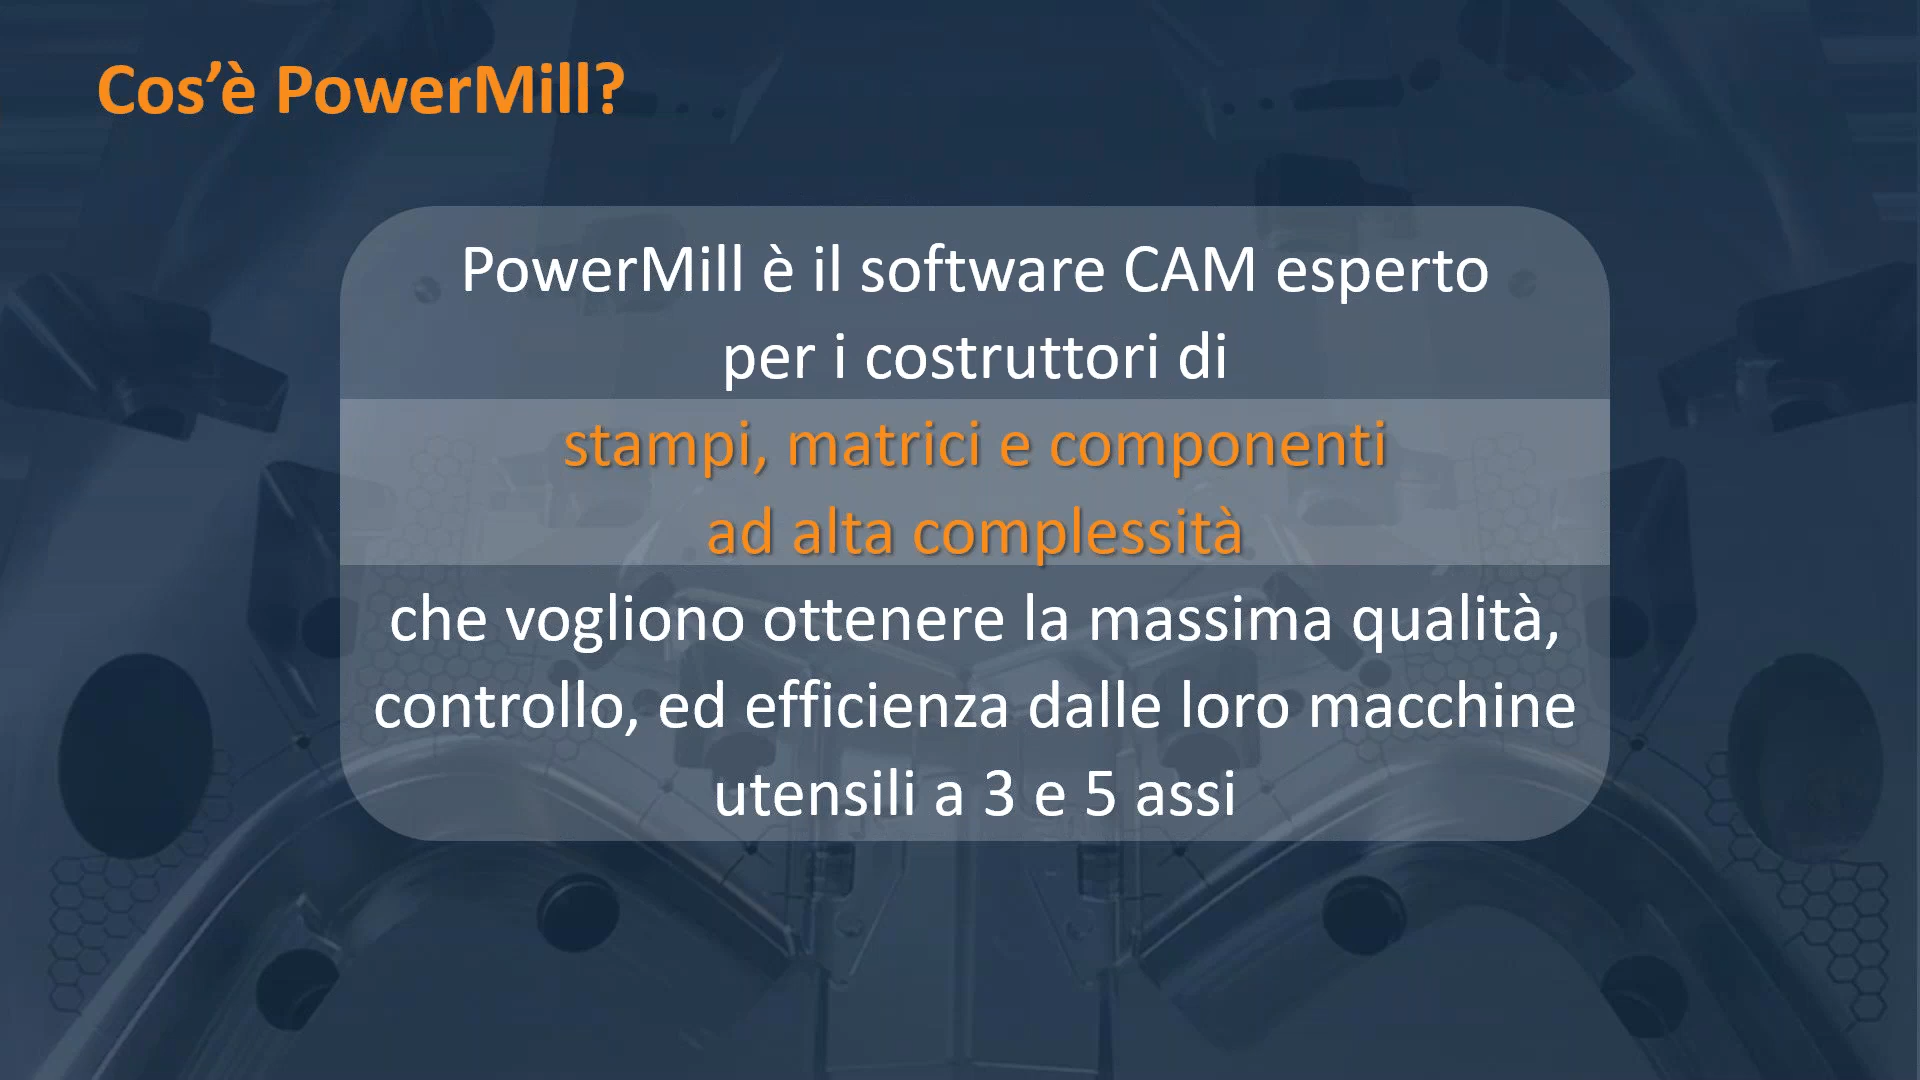 Cos’è PowerMill?
PowerMill è il software CAM esperto
per i costruttori di
stampi, matrici e componenti
ad alta complessità
che vogliono ottenere la massima qualità,
controllo, ed efficienza dalle loro macchine
utensili a 3 e 5 assi